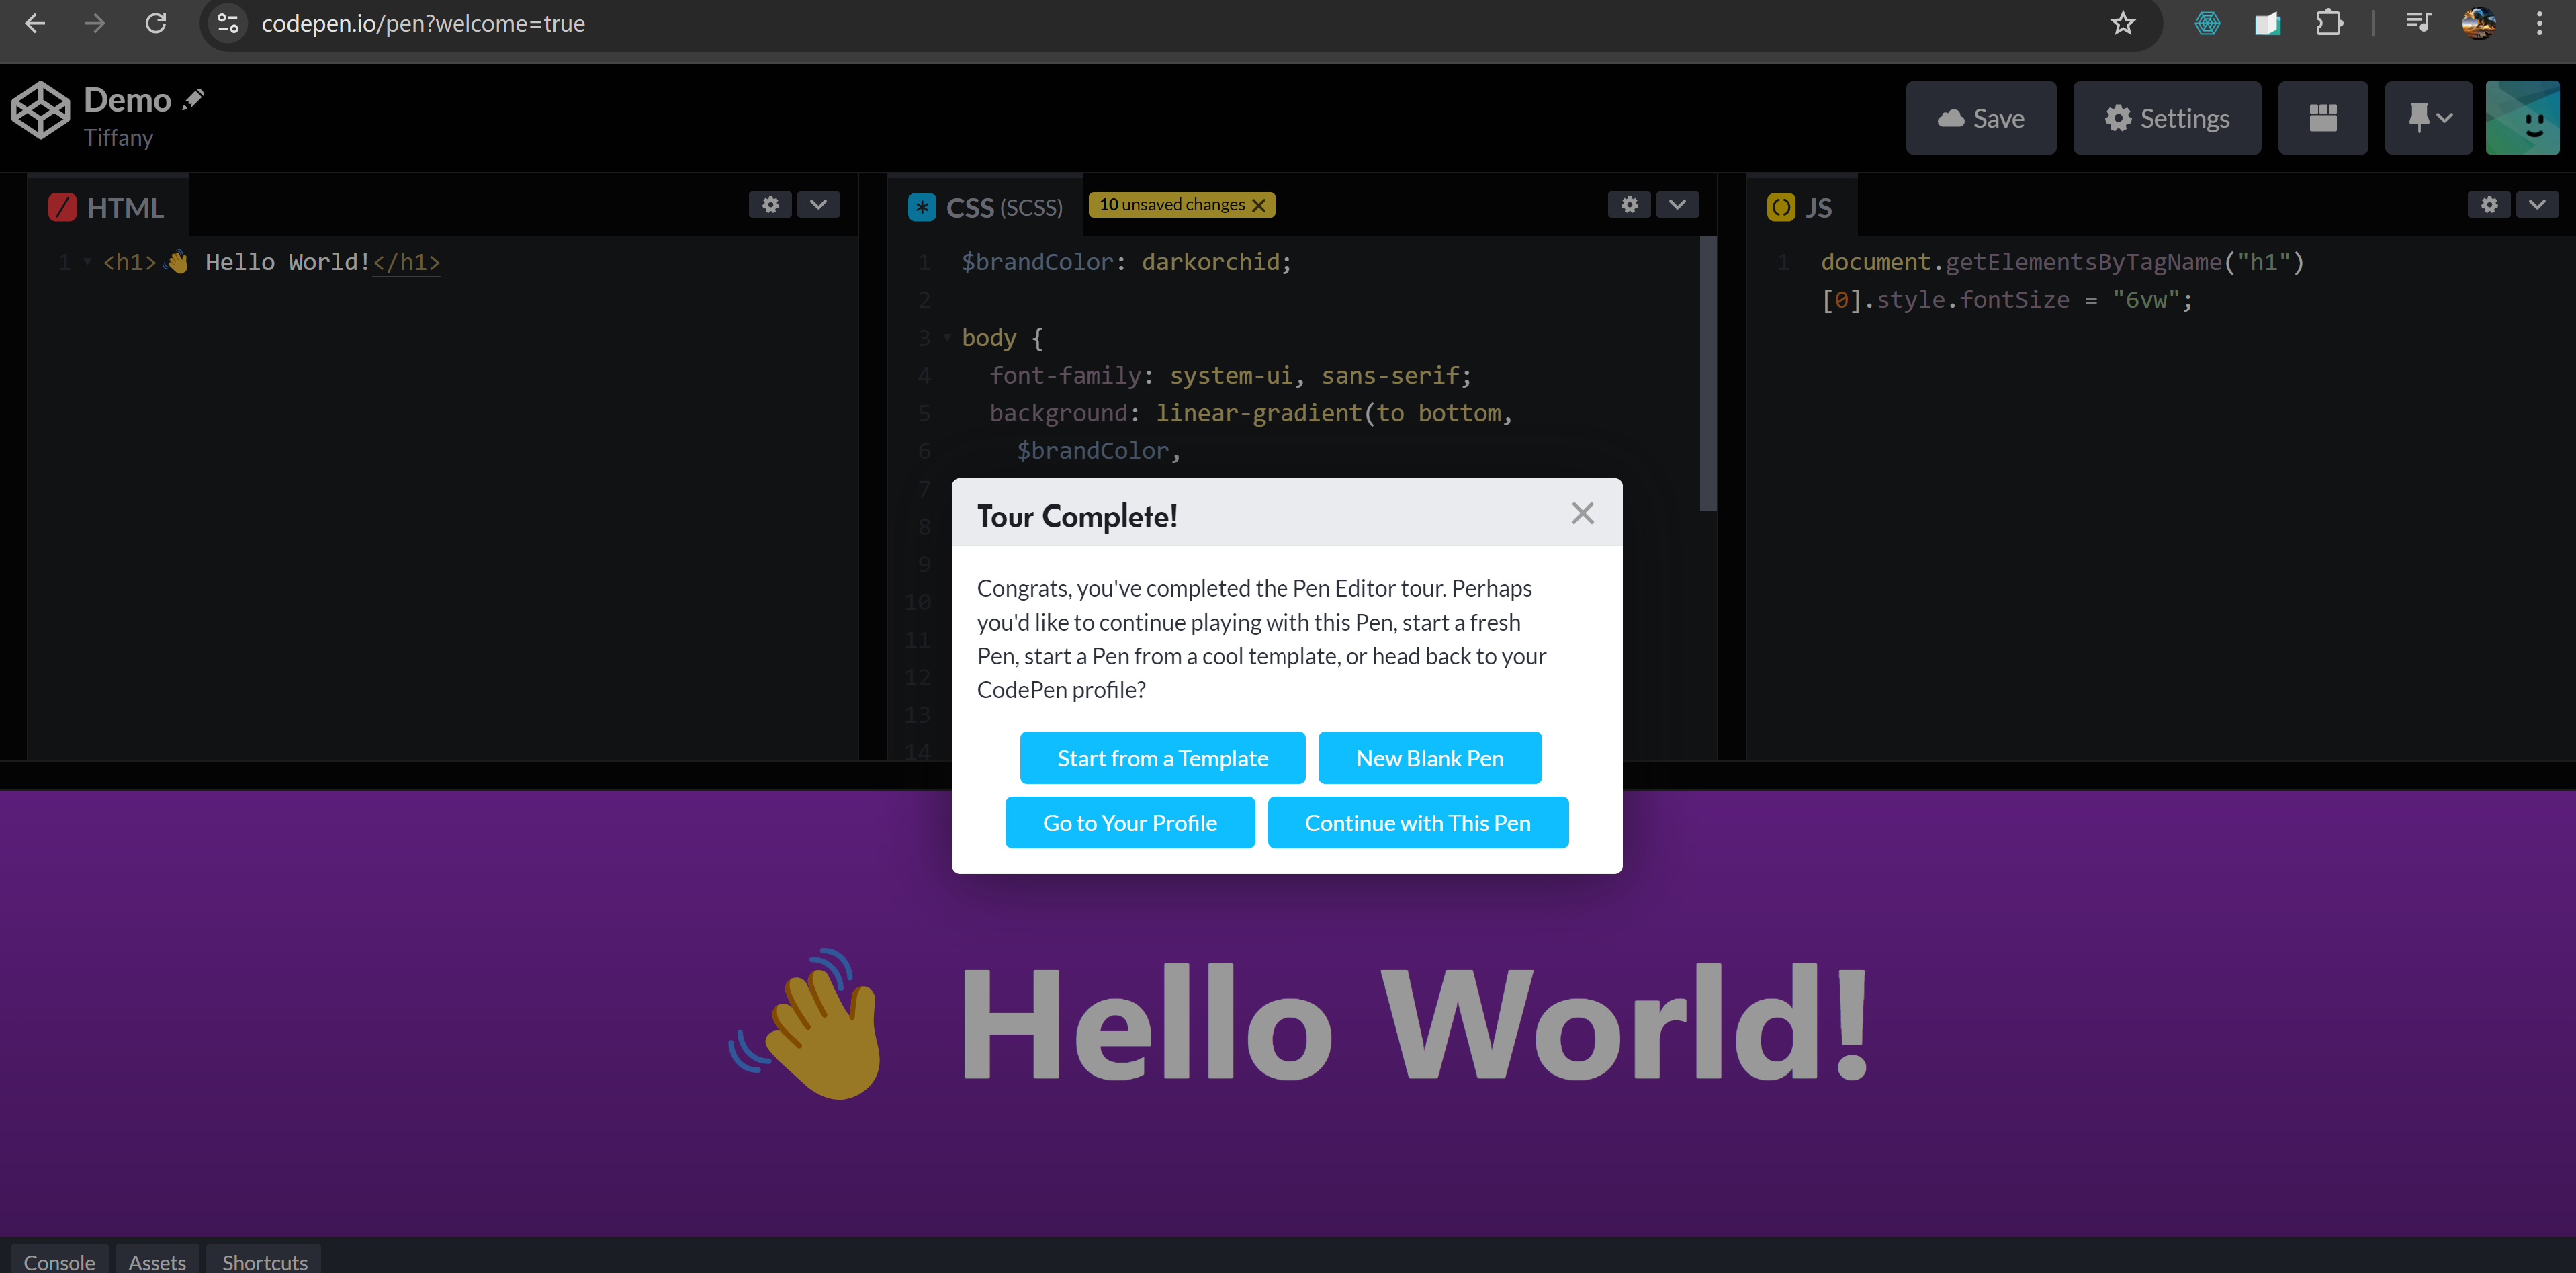 codepen.io/pen?welcome=true
Demo
Tiffany
Save
Settings
HTML
CSS (SCSS)
10 unsaved changes
JS
1 <h1>👋 Hello World!</h1>
1 $brandColor: darkorchid;
2
3 body {
4 font-family: system-ui, sans-serif;
5 background: linear-gradient(to bottom,
6 $brandColor,
7
8
9
10
11
12
13
14
1 document.getElementsByTagName("h1")
[0].style.fontSize = "6vw";
Tour Complete!
Congrats, you've completed the Pen Editor tour. Perhaps
you'd like to continue playing with this Pen, start a fresh
Pen, start a Pen from a cool template, or head back to your
CodePen profile?
Start from a Template
New Blank Pen
Go to Your Profile
Continue with This Pen
👋 Hello World!
Console
Assets
Shortcuts